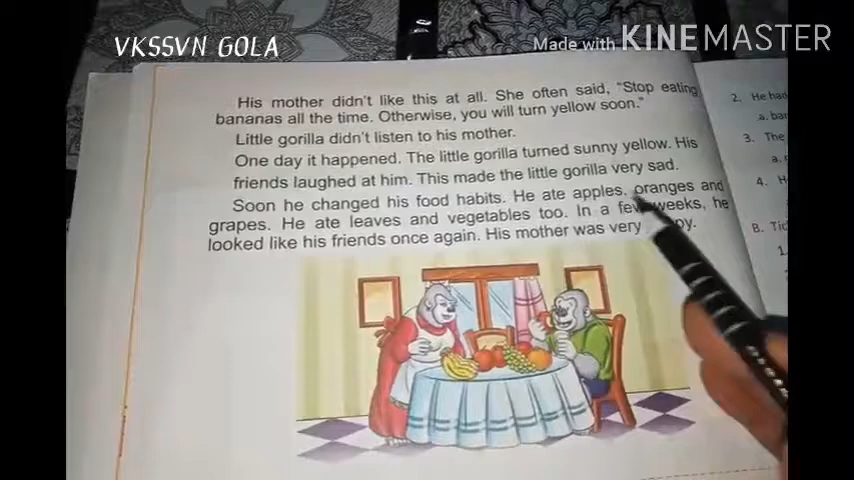 VKSSVN GOLA
Made with KINEMASTER
His mother didn't like this at all. She often said, "Stop eating
bananas all the time. Otherwise, you will turn yellow soon."
Little gorilla didn't listen to his mother.
One day it happened. The little gorilla turned sunny yellow. His
friends laughed at him. This made the little gorilla very sad.
Soon he changed his food habits. He ate apples, oranges and
grapes. He ate leaves and vegetables too. In a few weeks, he
looked like his friends once again. His mother was very
2. He had
a. ba
3. The
a.
4. H
B. Tic
1.